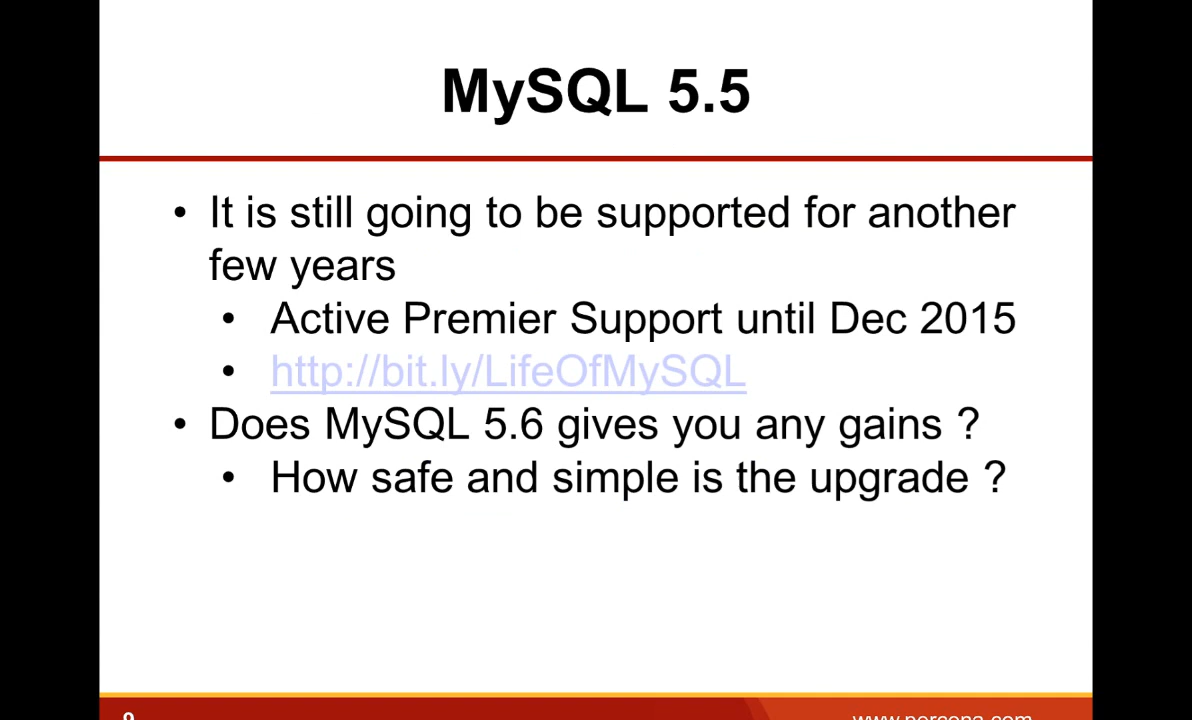 MySQL 5.5
• It is still going to be supported for another
few years
• Active Premier Support until Dec 2015
• http://bit.ly/LifeOfMySQL
• Does MySQL 5.6 gives you any gains ?
• How safe and simple is the upgrade ?
9
www.percona.com